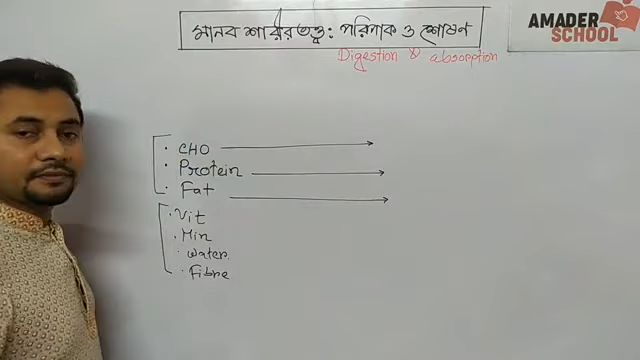 মানব শারীরতত্ত্ব: পরিপাক ও শোষণ
Digestion & absorption
AMADER
SCHOOL
CHO
Protein
Fat
Vit
Min
Water
Fibre